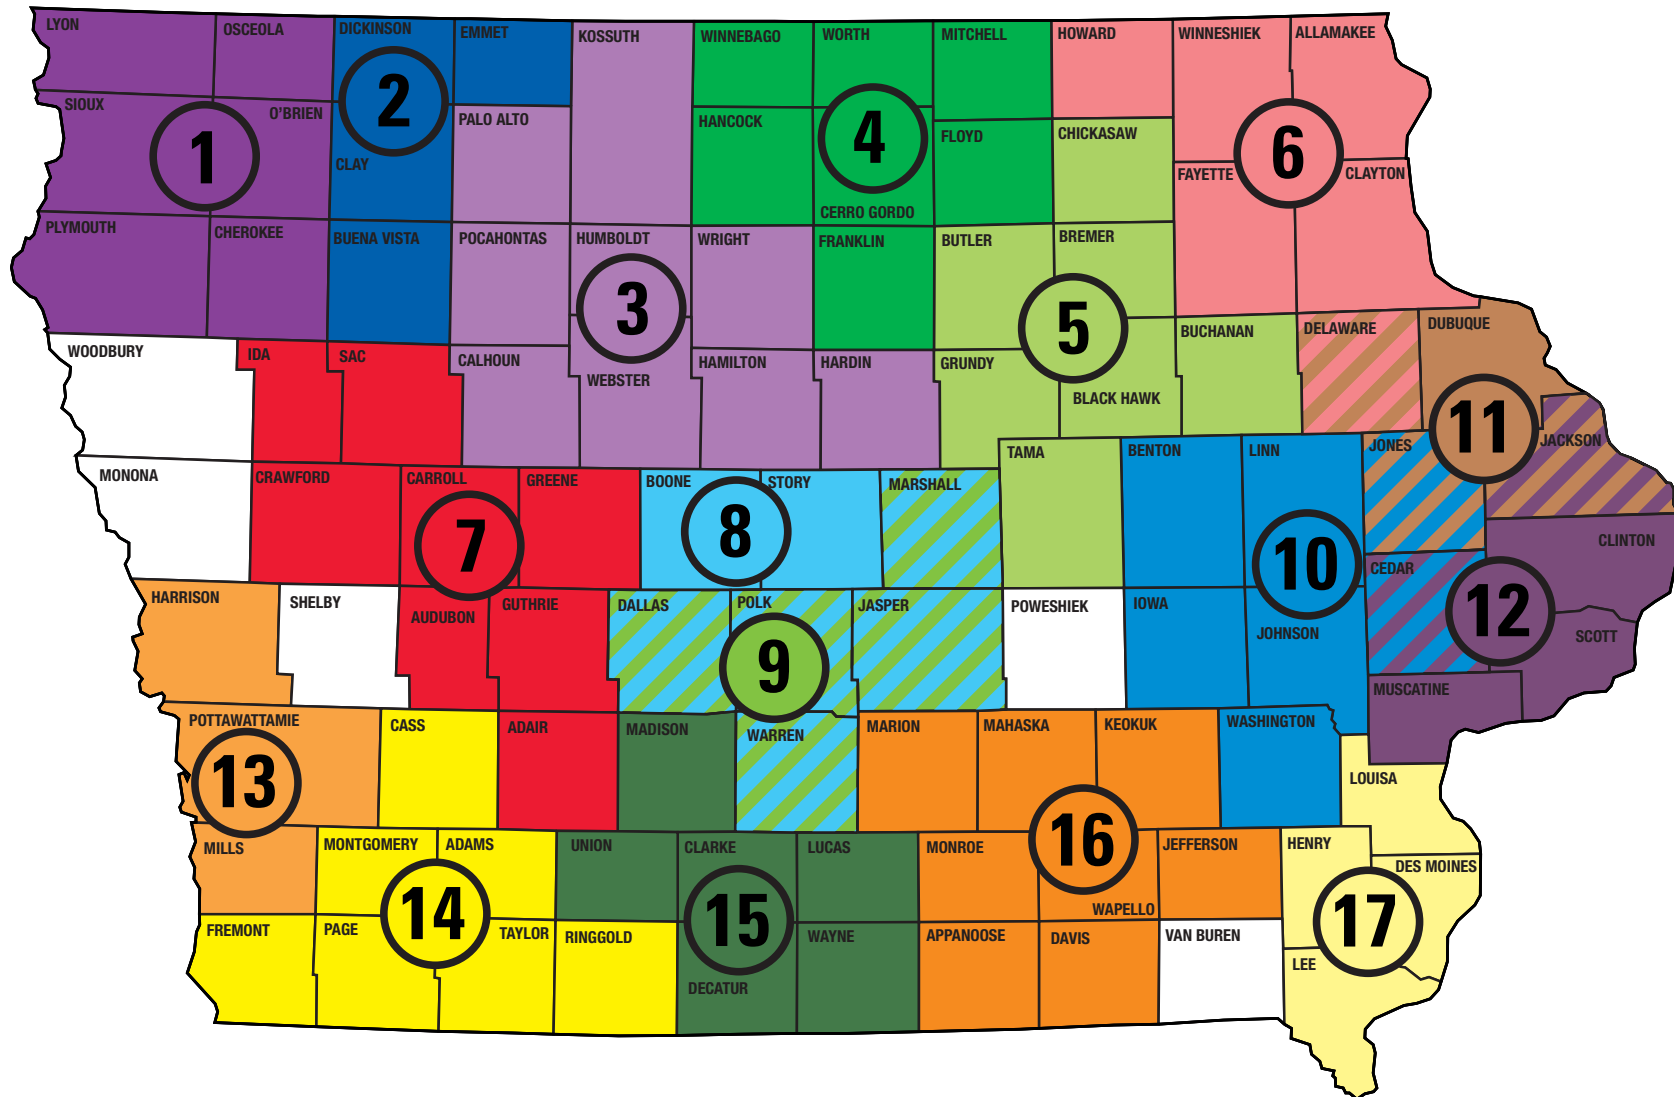 LYON
OSCEOLA
DICKINSON
EMMET
KOSSUTH
WINNEBAGO
WORTH
MITCHELL
HOWARD
WINNESHIEK
ALLAMAKEE
SIOUX
O'BRIEN
CLAY
PALO ALTO
HANCOCK
CERRO GORDO
FLOYD
CHICKASAW
FAYETTE
CLAYTON
1
2
4
6
PLYMOUTH
CHEROKEE
BUENA VISTA
POCAHONTAS
HUMBOLDT
WRIGHT
FRANKLIN
BUTLER
BREMER
3
5
WOODBURY
IDA
SAC
CALHOUN
WEBSTER
HAMILTON
HARDIN
GRUNDY
BLACK HAWK
BUCHANAN
DELAWARE
DUBUQUE
11
MONONA
CRAWFORD
CARROLL
GREENE
BOONE
STORY
MARSHALL
TAMA
BENTON
LINN
JONES
JACKSON
7
8
10
CLINTON
CEDAR
12
HARRISON
SHELBY
AUDUBON
GUTHRIE
DALLAS
POLK
JASPER
POWESHIEK
IOWA
JOHNSON
SCOTT
9
MUSCATINE
POTTAWATTAMIE
CASS
ADAIR
MADISON
WARREN
MARION
MAHASKA
KEOKUK
WASHINGTON
LOUISA
13
16
MILLS
MONTGOMERY
ADAMS
UNION
CLARKE
LUCAS
MONROE
WAPELLO
JEFFERSON
HENRY
DES MOINES
14
15
17
FREMONT
PAGE
TAYLOR
RINGGOLD
DECATUR
WAYNE
APPANOOSE
DAVIS
VAN BUREN
LEE